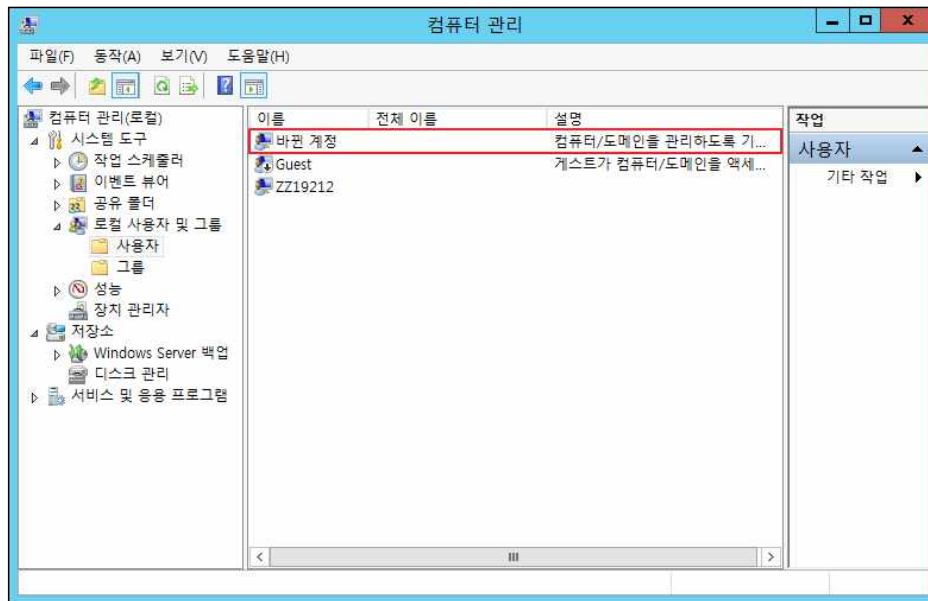 컴퓨터 관리
파일(F) 동작(A) 보기(V) 도움말(H)
컴퓨터 관리(로컬)
시스템 도구
작업 스케줄러
이벤트 뷰어
공유 폴더
로컬 사용자 및 그룹
사용자
그룹
성능
장치 관리자
저장소
Windows Server 백업
디스크 관리
서비스 및 응용 프로그램
이름 전체 이름 설명
바뀐 계정 컴퓨터/도메인을 관리하도록 기...
Guest 게스트가 컴퓨터/도메인을 액세...
ZZ19212
작업
사용자
기타 작업